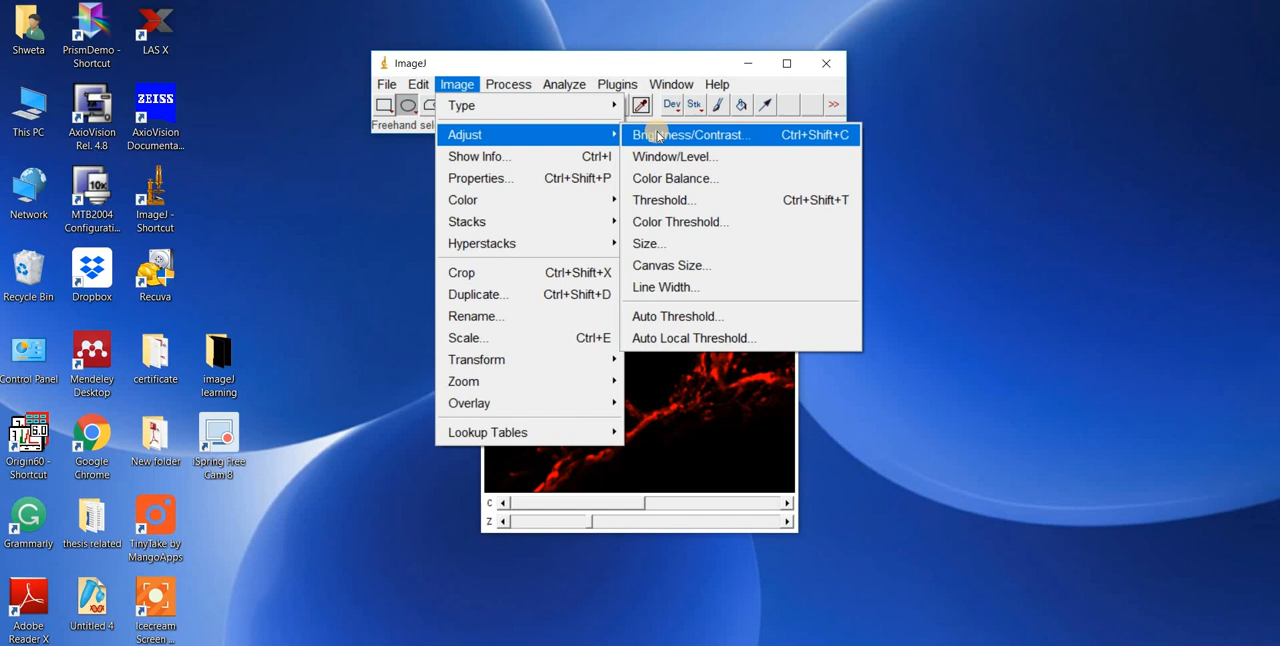 Shweta
PrismDemo -
Shortcut
LAS X
This PC
AxioVision
Rel. 4.8
ZEISS
AxioVision
Documenta...
Network
10x
MTB2004
Configurati...
ImageJ -
Shortcut
Recycle Bin
Dropbox
Recuva
Control Panel
Mendeley
Desktop
certificate
imageJ
learning
6.0
Origin60 -
Shortcut
Google
Chrome
New folder
iSpring Free
Cam 8
Grammarly
thesis related
TinyTake by
MangoApps
Adobe
Reader X
Untitled 4
Icecream
Screen ...
ImageJ
File Edit Image Process Analyze Plugins Window Help
Dev Stk >>
Freehand sel
Type
Adjust
Show Info... Ctrl+I
Properties... Ctrl+Shift+P
Color
Stacks
Hyperstacks
Crop Ctrl+Shift+X
Duplicate... Ctrl+Shift+D
Rename...
Scale... Ctrl+E
Transform
Zoom
Overlay
Lookup Tables
Brightness/Contrast... Ctrl+Shift+C
Window/Level...
Color Balance...
Threshold... Ctrl+Shift+T
Color Threshold...
Size...
Canvas Size...
Line Width...
Auto Threshold...
Auto Local Threshold...
C
Z